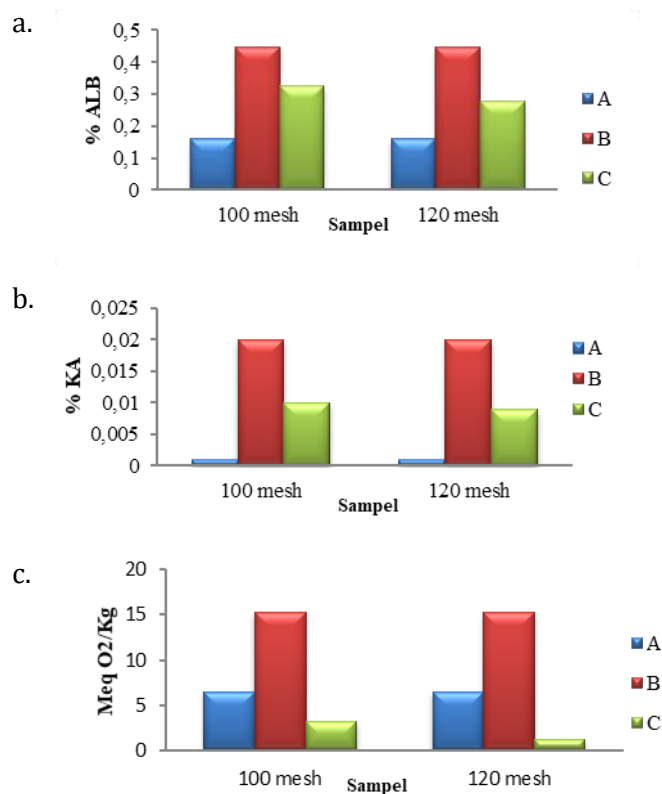 a.
% ALB
0,5
0,4
0,3
0,2
0,1
0
100 mesh
120 mesh
Sampel
A
B
C
b.
% KA
0,025
0,02
0,015
0,01
0,005
0
100 mesh
120 mesh
Sampel
A
B
C
c.
Meq O2/Kg
20
15
10
5
0
100 mesh
120 mesh
Sampel
A
B
C